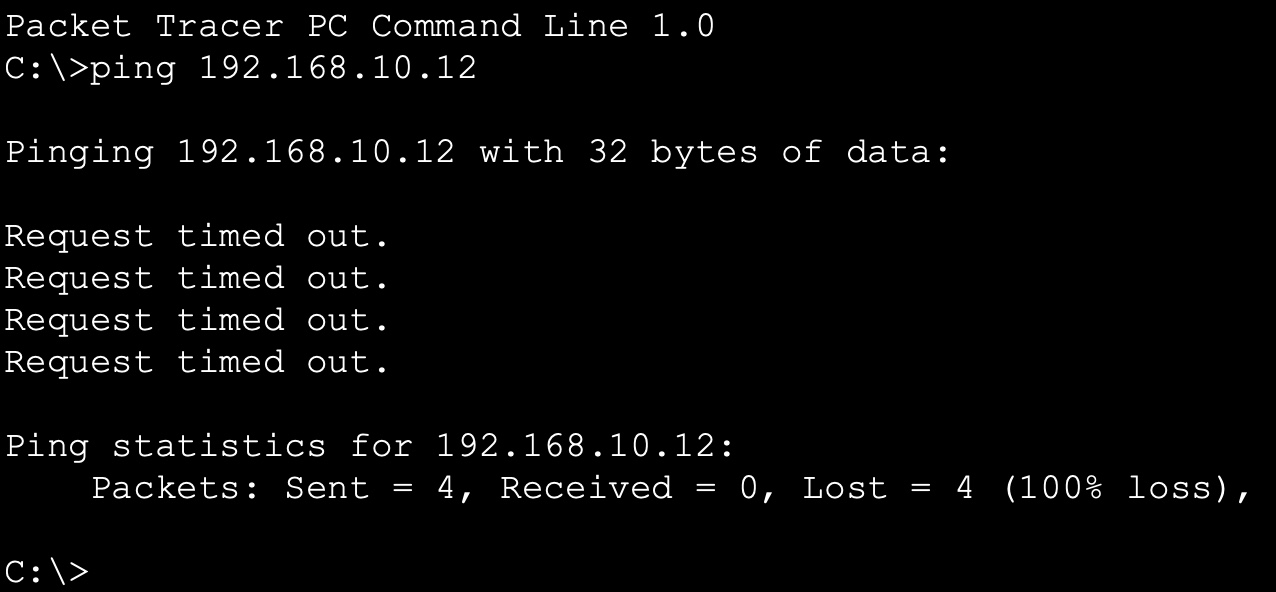 Packet Tracer PC Command Line 1.0
C:\>ping 192.168.10.12
Pinging 192.168.10.12 with 32 bytes of data:
Request timed out.
Request timed out.
Request timed out.
Request timed out.
Ping statistics for 192.168.10.12:
    Packets: Sent = 4, Received = 0, Lost = 4 (100% loss),
C:\>